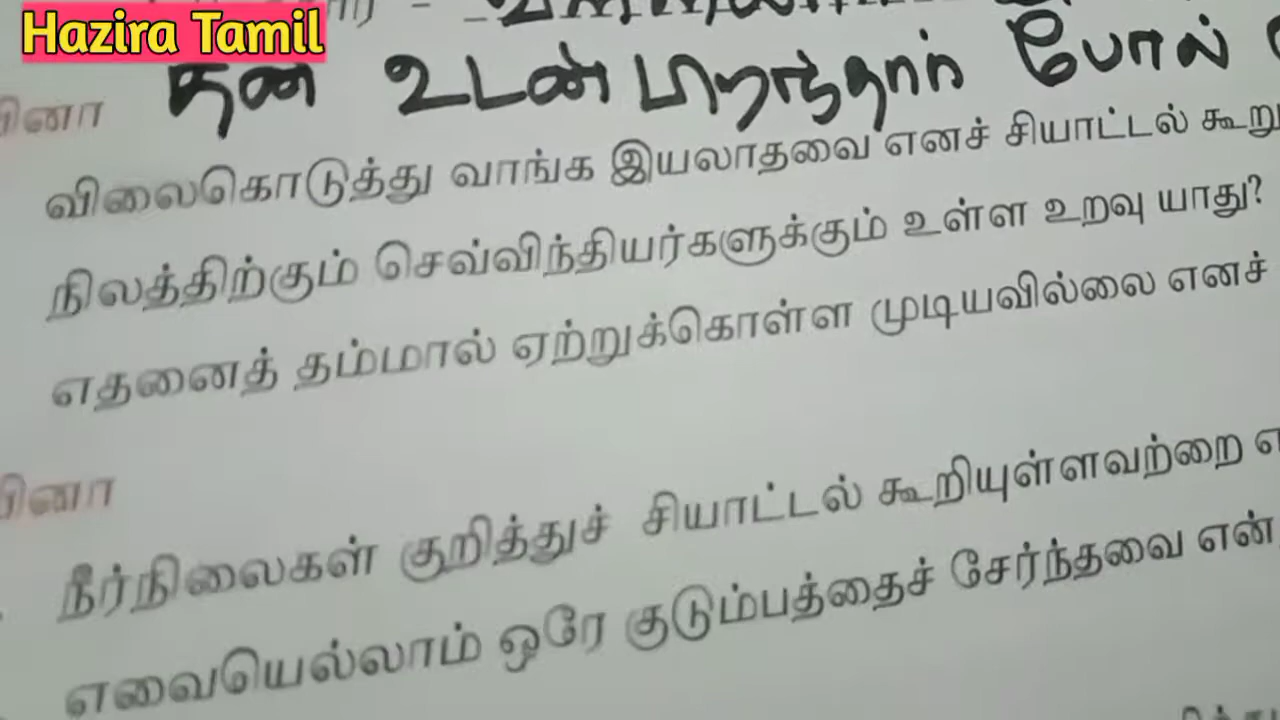 Hazira Tamil
தன் உடன் பிறந்தார் போல்
வினா
விலைகொடுத்து வாங்க இயலாதவை எனச் சியாட்டல் கூறு
நிலத்திற்கும் செவ்விந்தியர்களுக்கும் உள்ள உறவு யாது?
எதனைத் தம்மால் ஏற்றுக்கொள்ள முடியவில்லை எனச்
வினா
நீர்நிலைகள் குறித்துச் சியாட்டல் கூறியுள்ளவற்றை எ
எவையெல்லாம் ஒரே குடும்பத்தைச் சேர்ந்தவை என்